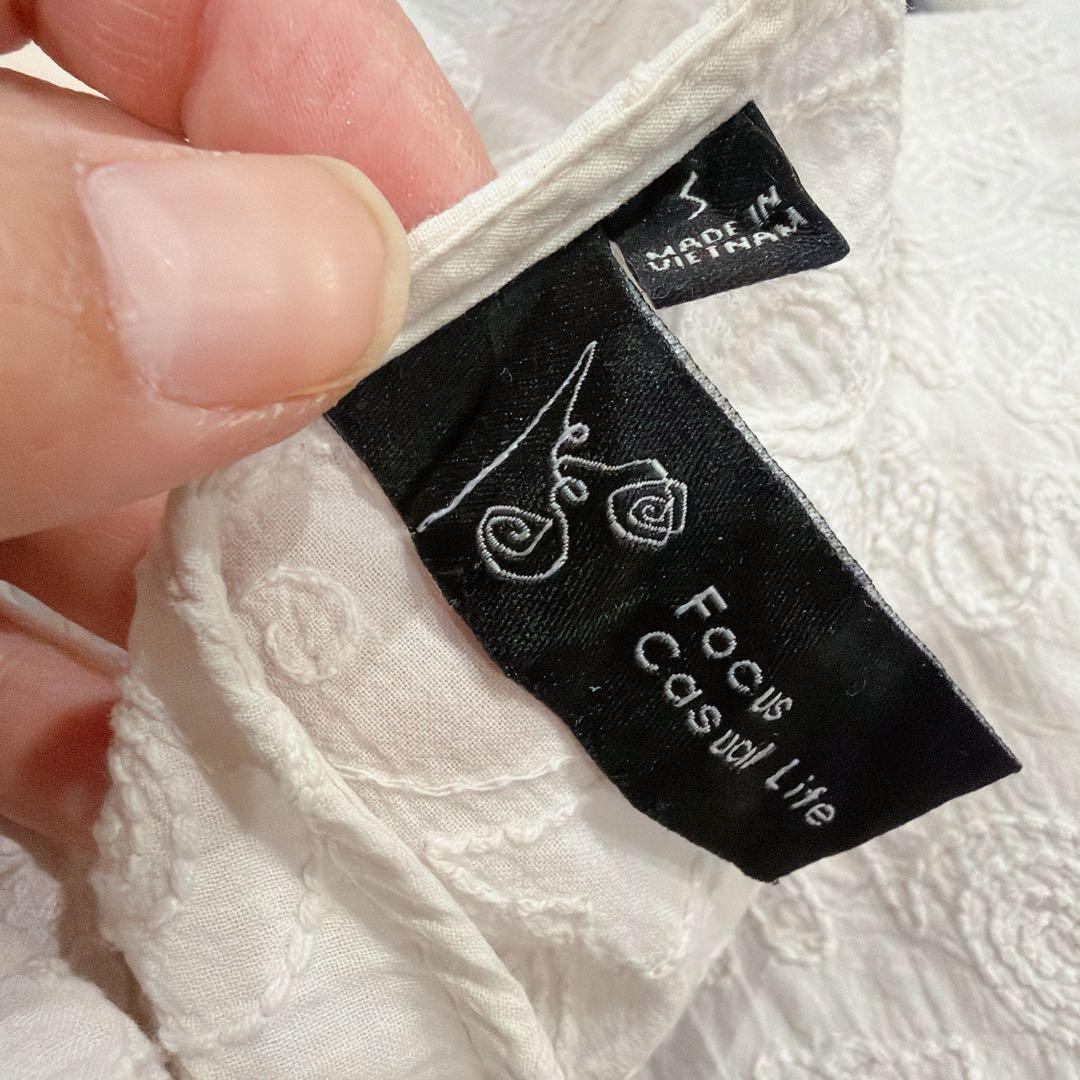 S
MADE IN
VIETNAM
Focus
Casual Life